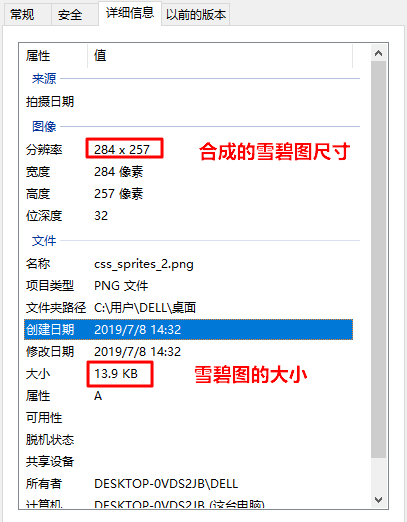 常规 安全 详细信息 以前的版本
属性 值
来源
拍摄日期
图像
分辨率 284 x 257 合成的雪碧图尺寸
宽度 284 像素
高度 257 像素
位深度 32
文件
名称 css_sprites_2.png
项目类型 PNG 文件
文件夹路径 C:\用户\DELL\桌面
创建日期 2019/7/8 14:32
修改日期 2019/7/8 14:32
大小 13.9 KB 雪碧图的大小
属性 A
可用性
脱机状态
共享设备
所有者 DESKTOP-0VDS2JB\DELL
计算机 DESKTOP-0VDS2JB (这台电脑)